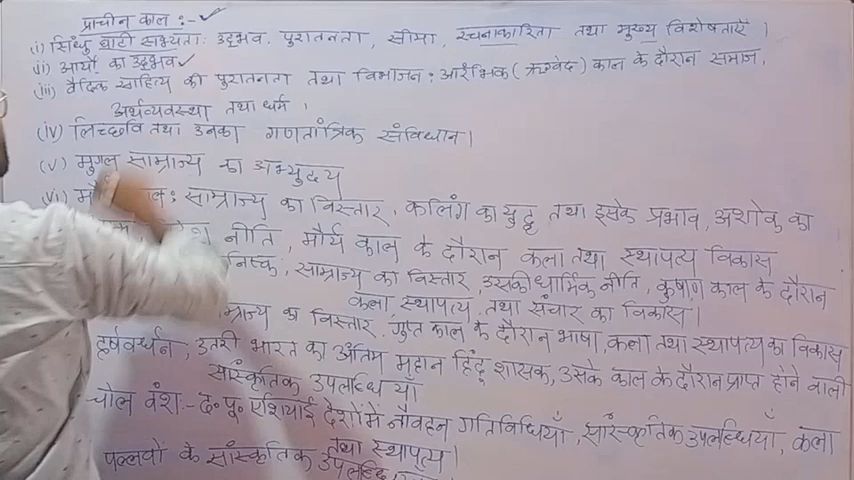 प्राचीन काल :-
(i) सिंधु घाटी सभ्यता: उद्भव. पुरातनता, सीमा, रचनाकारिता तथा मुख्य विशेषताएँ ।
(ii) आर्यों का उद्भव
(iii) वैदिक साहित्य की पुरातनता तथा विभाजन : आरंभिक (ऋग्वेद) काल के दौरान समाज,
अर्थव्यवस्था तथा धर्म ।
(iv) लिच्छवि तथा उनका गणतांत्रिक संविधान।
(v) मुगल साम्राज्य का अभ्युदय
(vi) : साम्राज्य का विस्तार, कलिंग का युद्ध तथा इसके प्रभाव, अशोक का
नीति, मौर्य काल के दौरान कला तथा स्थापत्य विकास
साम्राज्य का विस्तार, उसकी धार्मिक नीति, कुषाण काल के दौरान
कला, स्थापत्य, तथा संचार का विकास।
का विस्तार. गुप्त काल के दौरान भाषा, कला तथा स्थापत्य का विकास
हर्षवर्धन, उत्तरी भारत का अंतिम महान हिंदू शासक, उसके काल के दौरान प्राप्त होने वाली
सांस्कृतिक उपलब्धियाँ
चोल वंश :- द॰ पू॰ एशियाई देशों में नौवहन गतिविधियाँ, सांस्कृतिक उपलब्धियाँ, कला
तथा स्थापत्य।
पल्लवों के सांस्कृतिक उपलब्धि